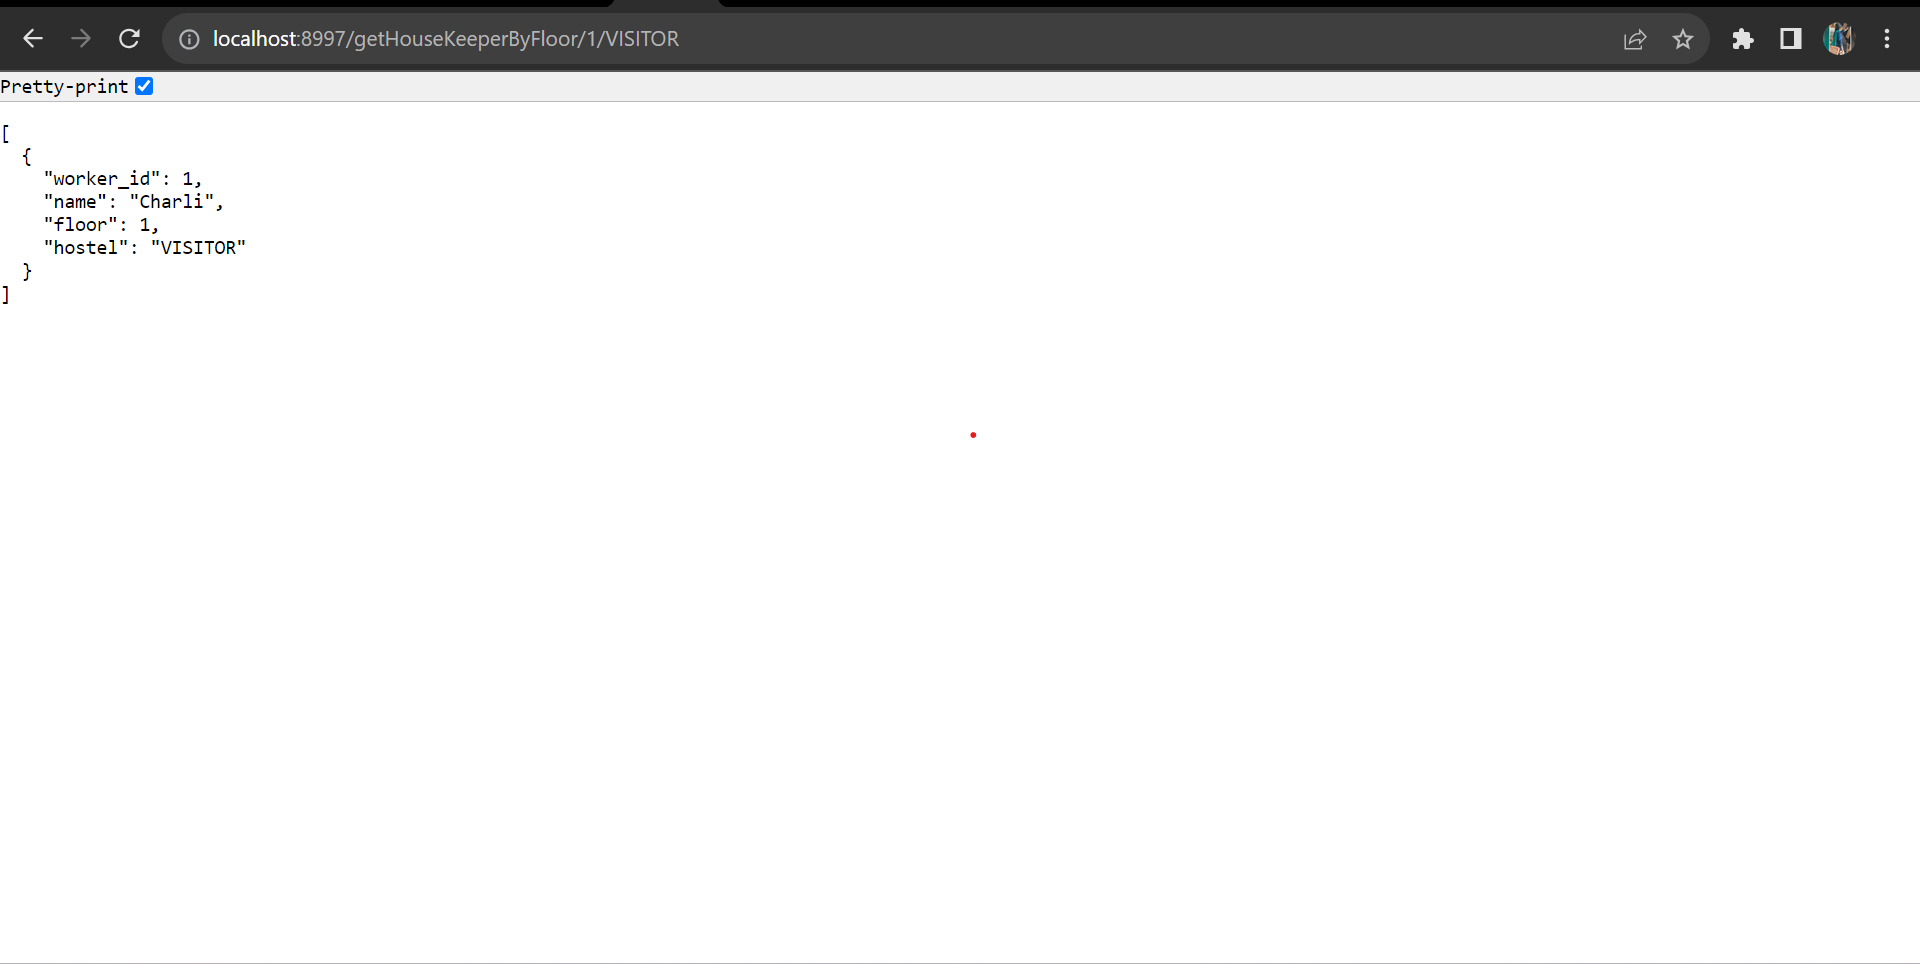 localhost:8997/getHouseKeeperByFloor/1/VISITOR
Pretty-print
[
  {
    "worker_id": 1,
    "name": "Charli",
    "floor": 1,
    "hostel": "VISITOR"
  }
]